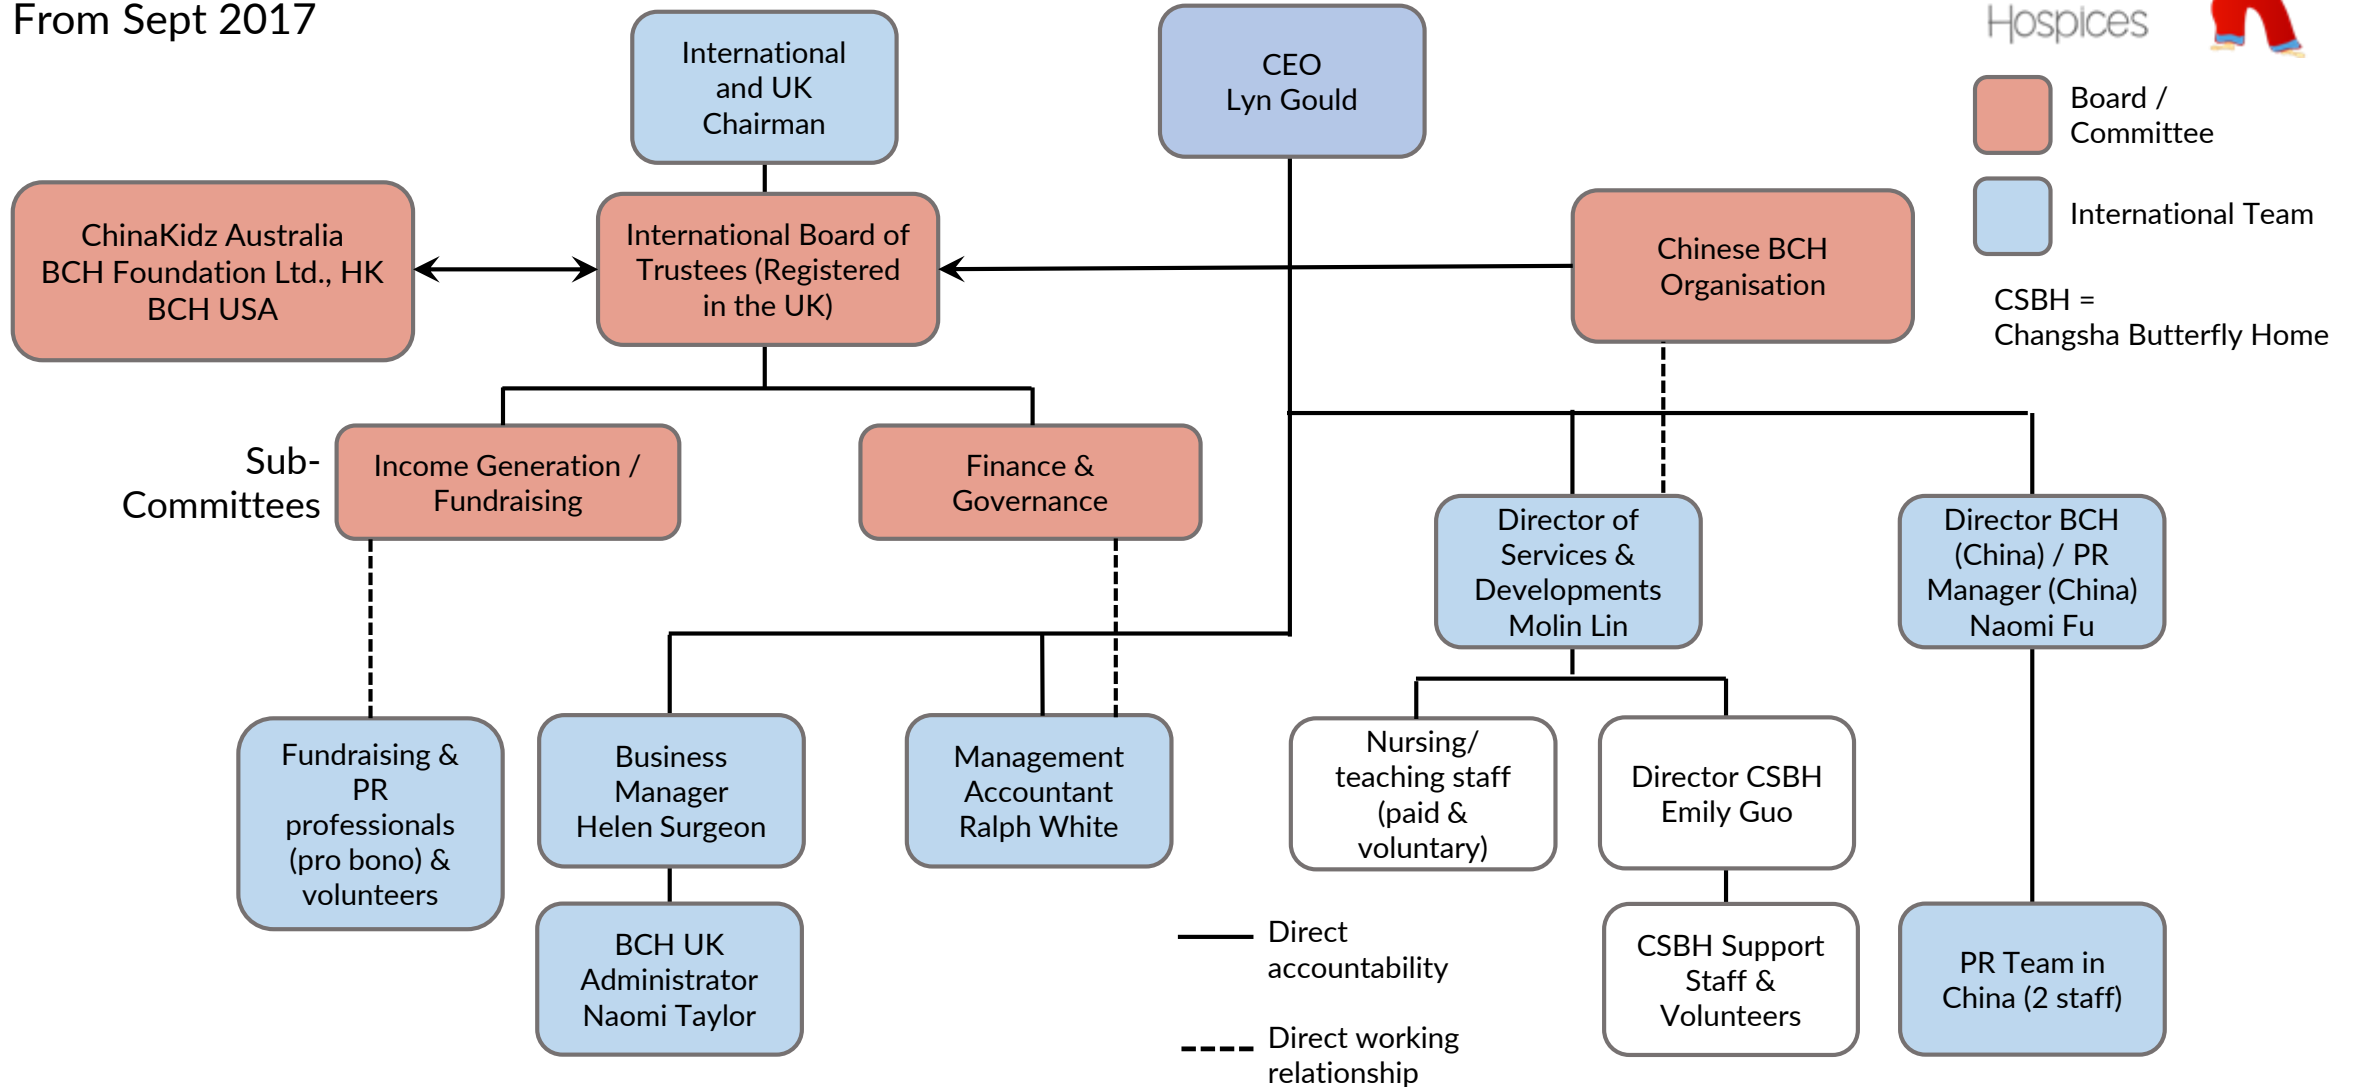 From Sept 2017
International
and UK
Chairman
CEO
Lyn Gould
Hospices
Board /
Committee
International Team
CSBH =
Changsha Butterfly Home
ChinaKidz Australia
BCH Foundation Ltd., HK
BCH USA
International Board of
Trustees (Registered
in the UK)
Chinese BCH
Organisation
Sub-
Committees
Income Generation /
Fundraising
Finance &
Governance
Director of
Services &
Developments
Molin Lin
Director BCH
(China) / PR
Manager (China)
Naomi Fu
Fundraising &
PR
professionals
(pro bono) &
volunteers
Business
Manager
Helen Surgeon
Management
Accountant
Ralph White
Nursing/
teaching staff
(paid &
voluntary)
Director CSBH
Emily Guo
BCH UK
Administrator
Naomi Taylor
Direct
accountability
Direct working
relationship
CSBH Support
Staff &
Volunteers
PR Team in
China (2 staff)